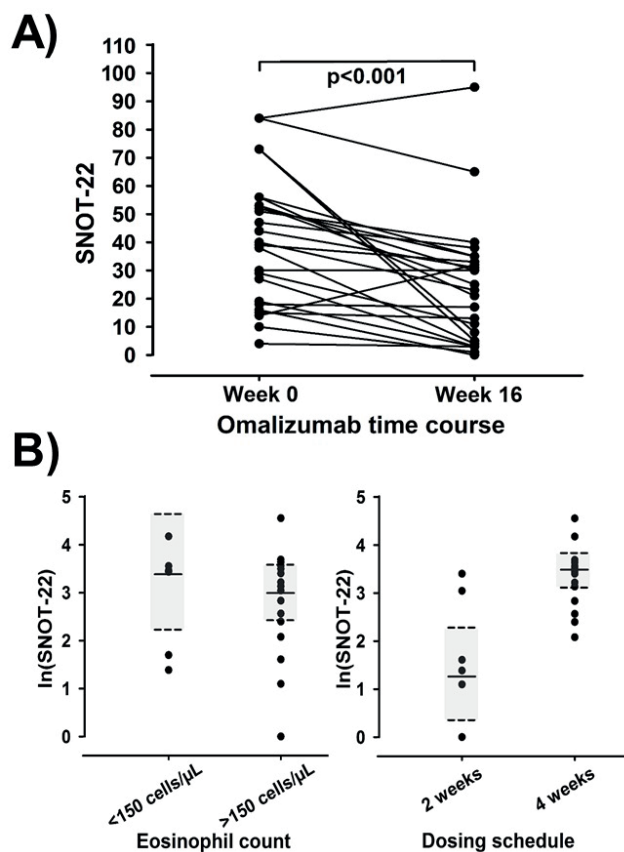 A)
110
100
90
80
70
60
50
40
30
20
10
0
SNOT-22
p<0.001
Week 0 Week 16
Omalizumab time course
B)
5
4
3
2
1
0
ln(SNOT-22)
<150 cells/µL
>150 cells/µL
Eosinophil count
5
4
3
2
1
0
ln(SNOT-22)
2 weeks
4 weeks
Dosing schedule